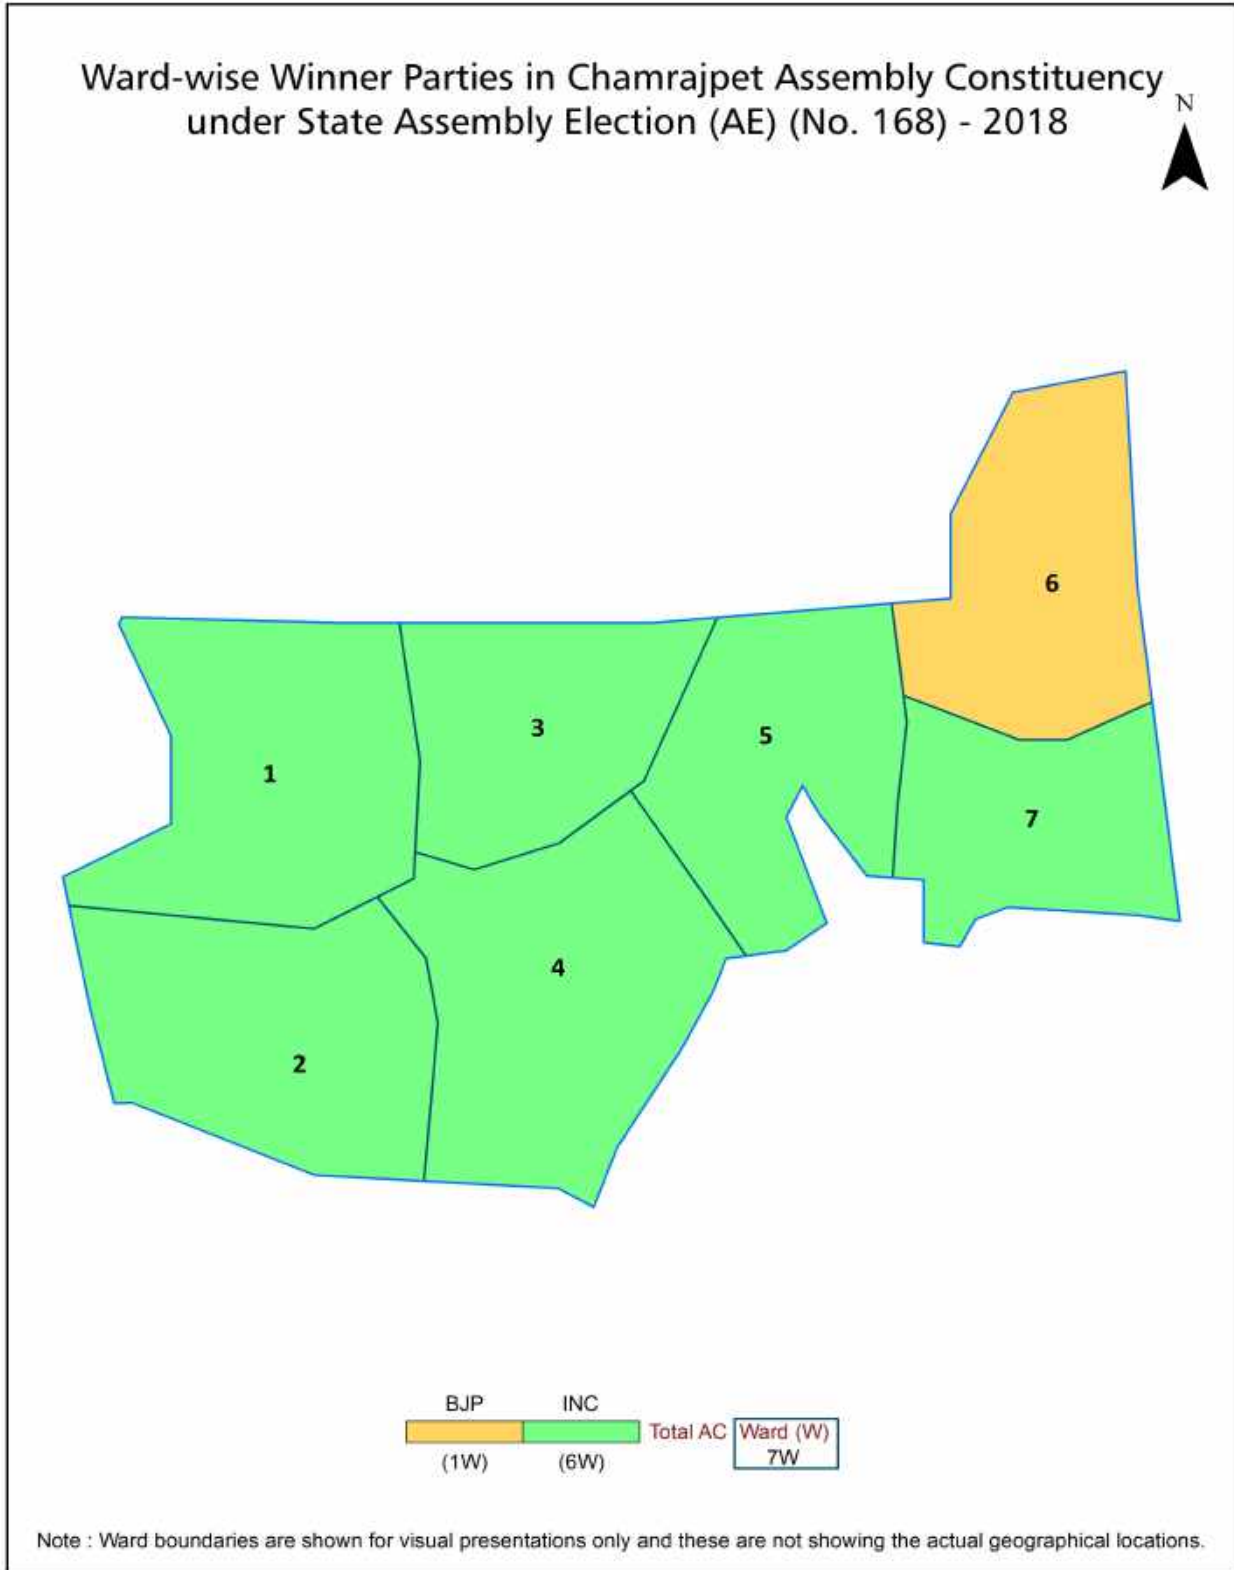 Ward-wise Winner Parties in Chamrajpet Assembly Constituency
under State Assembly Election (AE) (No. 168) - 2018
N
6
3
5
1
7
4
2
BJP INC
Total AC Ward (W)
(1W) (6W) 7W
Note : Ward boundaries are shown for visual presentations only and these are not showing the actual geographical locations.